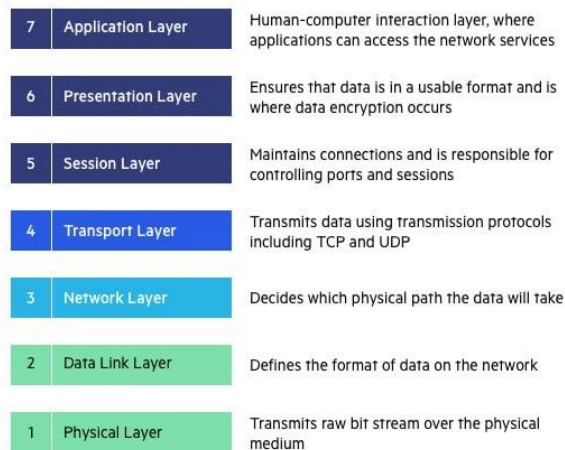 7 Application Layer
Human-computer interaction layer, where
applications can access the network services
6 Presentation Layer
Ensures that data is in a usable format and is
where data encryption occurs
5 Session Layer
Maintains connections and is responsible for
controlling ports and sessions
4 Transport Layer
Transmits data using transmission protocols
including TCP and UDP
3 Network Layer
Decides which physical path the data will take
2 Data Link Layer
Defines the format of data on the network
1 Physical Layer
Transmits raw bit stream over the physical
medium